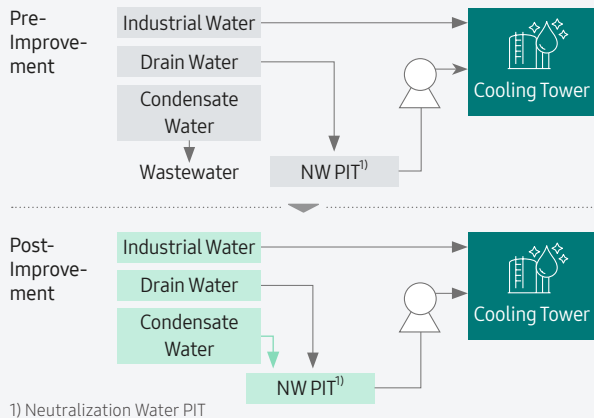 Pre-
Improve-
ment
Industrial Water
Drain Water
Condensate
Water
Wastewater
NW PIT1)
Cooling Tower
Post-
Improve-
ment
Industrial Water
Drain Water
Condensate
Water
NW PIT1)
Cooling Tower
1) Neutralization Water PIT